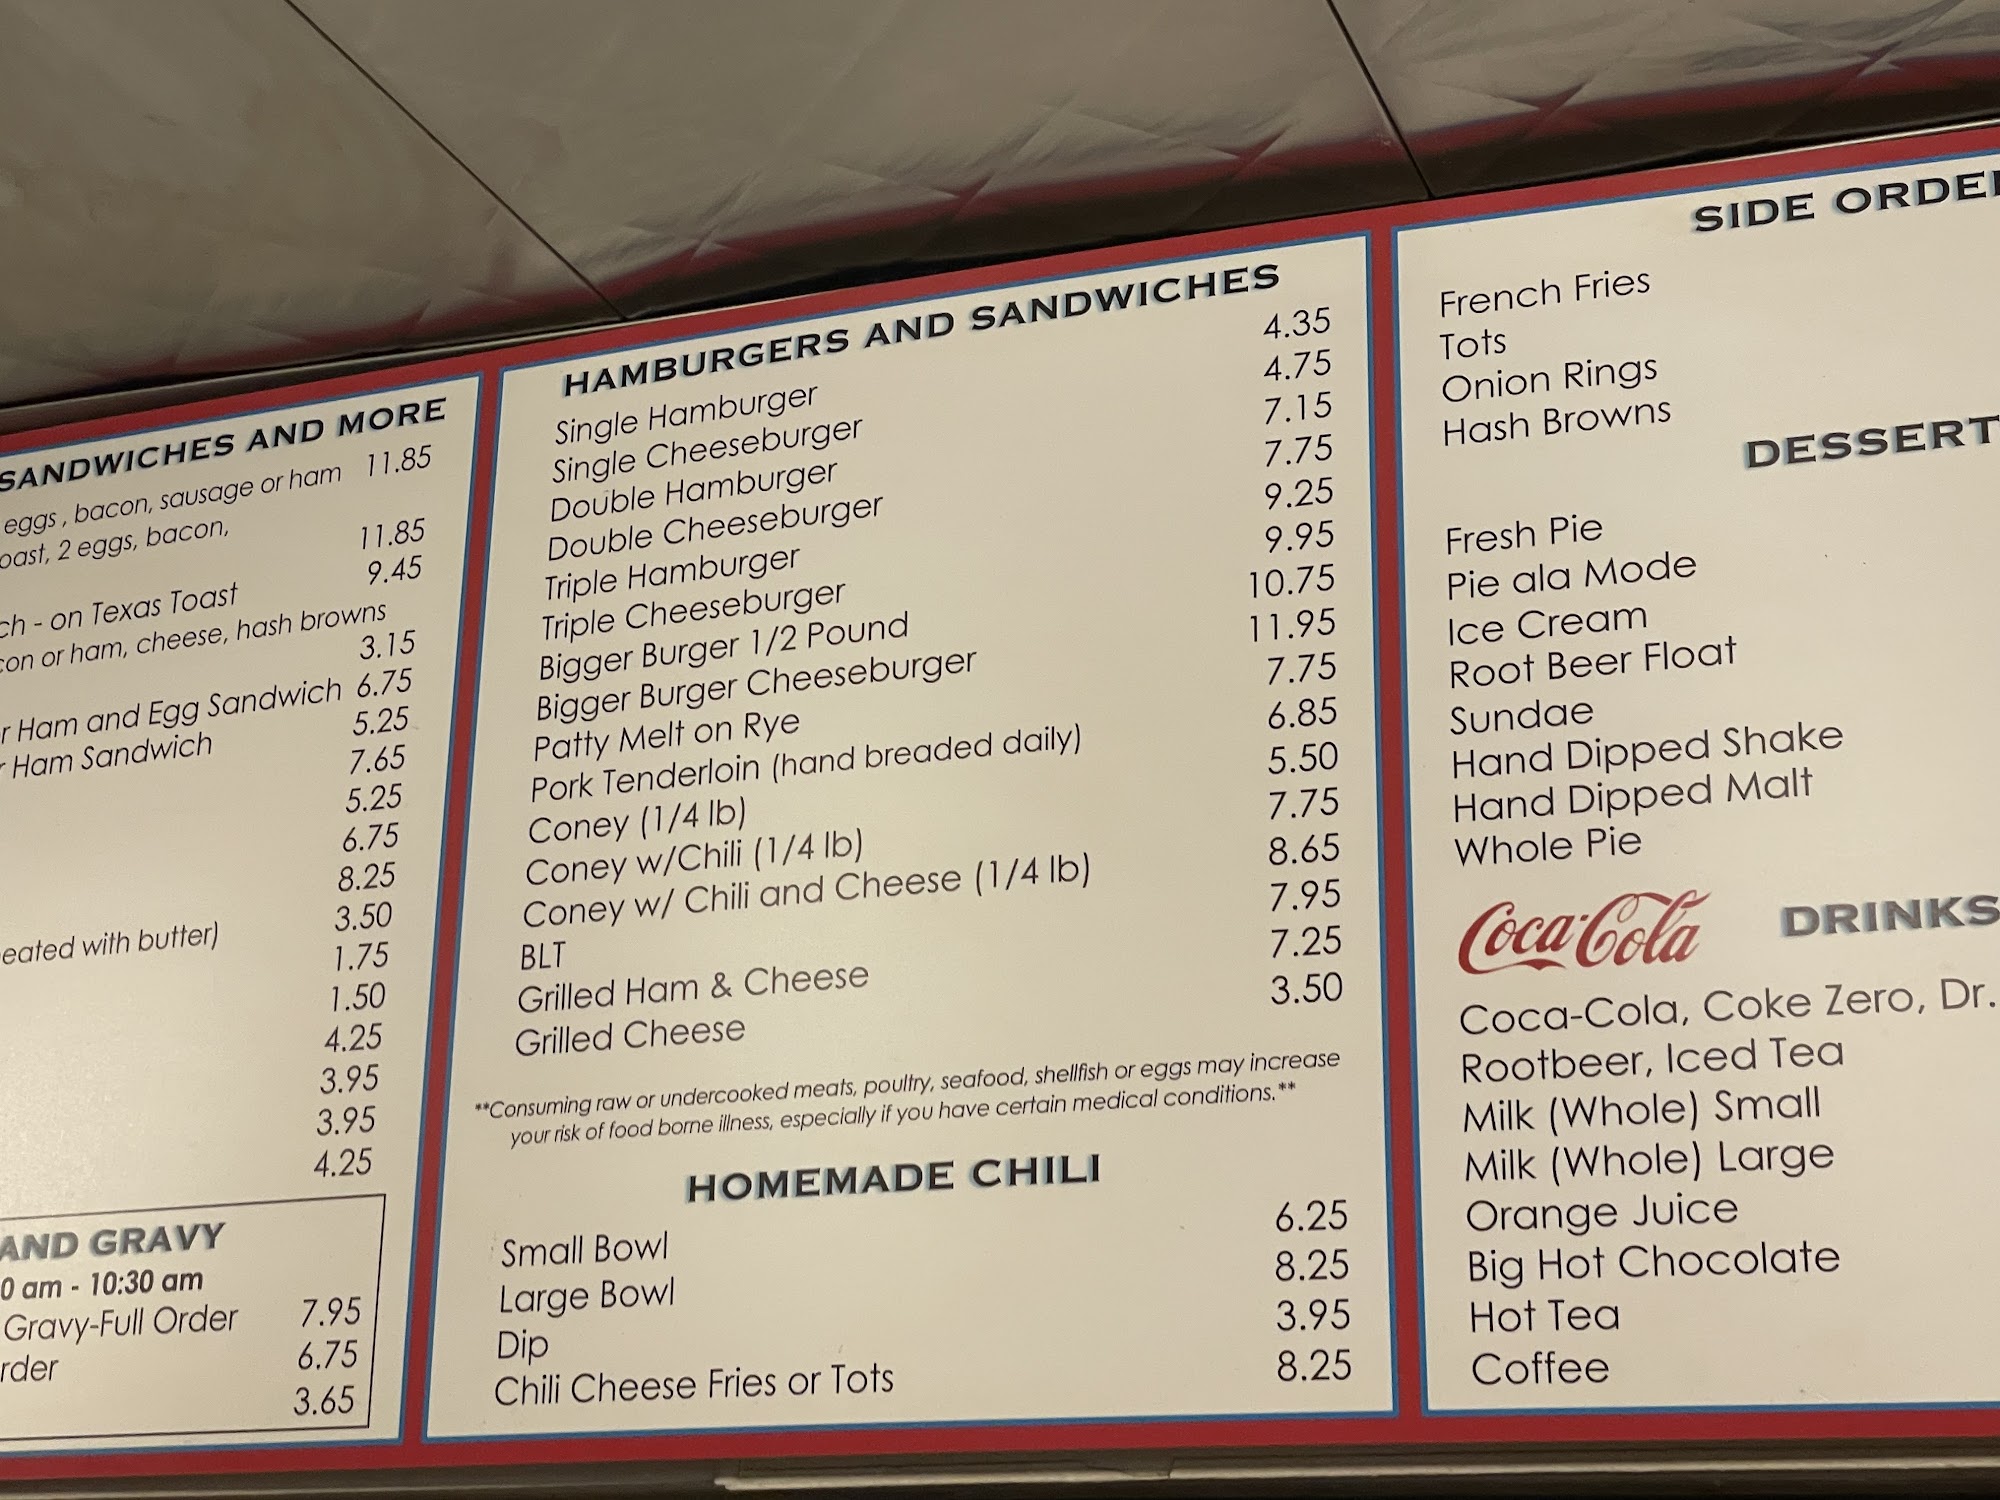 SANDWICHES AND MORE
eggs , bacon, sausage or ham 11.85
oast, 2 eggs, bacon,
11.85
ch - on Texas Toast 9.45
con or ham, cheese, hash browns
3.15
r Ham and Egg Sandwich 6.75
r Ham Sandwich 5.25
7.65
5.25
6.75
8.25
eated with butter) 3.50
1.75
1.50
4.25
3.95
3.95
4.25
AND GRAVY
0 am - 10:30 am
Gravy-Full Order 7.95
rder 6.75
3.65
HAMBURGERS AND SANDWICHES
Single Hamburger 4.35
Single Cheeseburger 4.75
Double Hamburger 7.15
Double Cheeseburger 7.75
Triple Hamburger 9.25
Triple Cheeseburger 9.95
Bigger Burger 1/2 Pound 10.75
Bigger Burger Cheeseburger 11.95
Patty Melt on Rye 7.75
Pork Tenderloin (hand breaded daily) 6.85
Coney (1/4 lb) 5.50
Coney w/Chili (1/4 lb) 7.75
Coney w/ Chili and Cheese (1/4 lb) 8.65
BLT 7.95
Grilled Ham & Cheese 7.25
Grilled Cheese 3.50
**Consuming raw or undercooked meats, poultry, seafood, shellfish or eggs may increase
your risk of food borne illness, especially if you have certain medical conditions.**
HOMEMADE CHILI
Small Bowl 6.25
Large Bowl 8.25
Dip 3.95
Chili Cheese Fries or Tots 8.25
SIDE ORDE
French Fries
Tots
Onion Rings
Hash Browns
DESSERT
Fresh Pie
Pie ala Mode
Ice Cream
Root Beer Float
Sundae
Hand Dipped Shake
Hand Dipped Malt
Whole Pie
Coca-Cola DRINKS
Coca-Cola, Coke Zero, Dr.
Rootbeer, Iced Tea
Milk (Whole) Small
Milk (Whole) Large
Orange Juice
Big Hot Chocolate
Hot Tea
Coffee